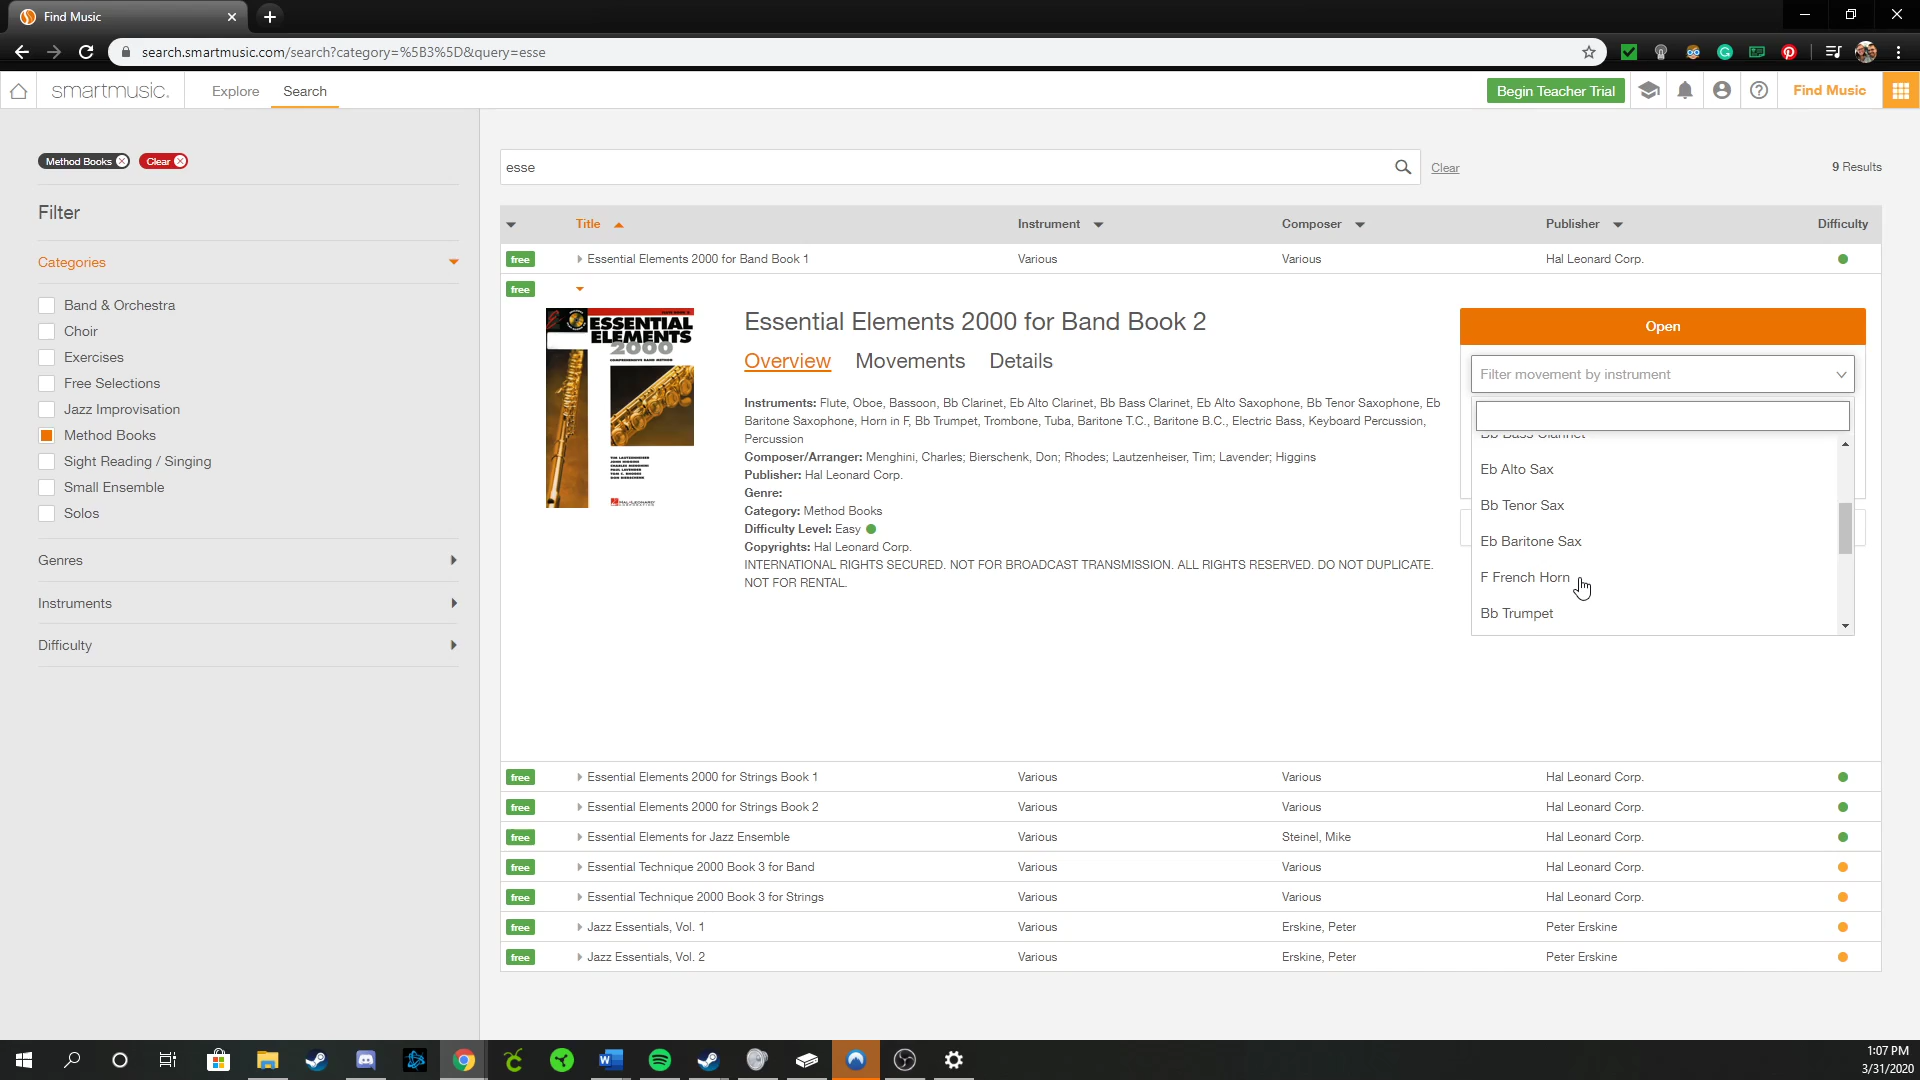 Find Music
search.smartmusic.com/search?category=%5B3%5D&query=esse
smartmusic.
Explore
Search
Begin Teacher Trial
Find Music
Method Books
Clear
esse
Clear
9 Results
Filter
Title
Instrument
Composer
Publisher
Difficulty
Categories
free
Essential Elements 2000 for Band Book 1
Various
Various
Hal Leonard Corp.
free
Band & Orchestra
Choir
Exercises
Free Selections
Jazz Improvisation
Method Books
Sight Reading / Singing
Small Ensemble
Solos
Genres
Instruments
Difficulty
ESSENTIAL
ELEMENTS
2000
Essential Elements 2000 for Band Book 2
Overview
Movements
Details
Instruments: Flute, Oboe, Bassoon, Bb Clarinet, Eb Alto Clarinet, Bb Bass Clarinet, Eb Alto Saxophone, Bb Tenor Saxophone, Eb
Baritone Saxophone, Horn in F, Bb Trumpet, Trombone, Tuba, Baritone T.C., Baritone B.C., Electric Bass, Keyboard Percussion,
Percussion
Composer/Arranger: Menghini, Charles; Bierschenk, Don; Rhodes; Lautzenheiser, Tim; Lavender; Higgins
Publisher: Hal Leonard Corp.
Genre:
Category: Method Books
Difficulty Level: Easy
Copyrights: Hal Leonard Corp.
INTERNATIONAL RIGHTS SECURED. NOT FOR BROADCAST TRANSMISSION. ALL RIGHTS RESERVED. DO NOT DUPLICATE.
NOT FOR RENTAL.
Open
Filter movement by instrument
Bb Bass Clarinet
Eb Alto Sax
Bb Tenor Sax
Eb Baritone Sax
F French Horn
Bb Trumpet
free
Essential Elements 2000 for Strings Book 1
Various
Various
Hal Leonard Corp.
free
Essential Elements 2000 for Strings Book 2
Various
Various
Hal Leonard Corp.
free
Essential Elements for Jazz Ensemble
Various
Steinel, Mike
Hal Leonard Corp.
free
Essential Technique 2000 Book 3 for Band
Various
Various
Hal Leonard Corp.
free
Essential Technique 2000 Book 3 for Strings
Various
Various
Hal Leonard Corp.
free
Jazz Essentials, Vol. 1
Various
Erskine, Peter
Peter Erskine
free
Jazz Essentials, Vol. 2
Various
Erskine, Peter
Peter Erskine
1:07 PM
3/31/2020